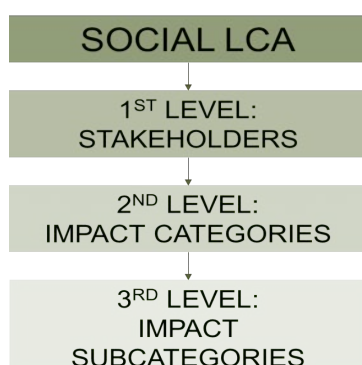 SOCIAL LCA
1ST LEVEL:
STAKEHOLDERS
2ND LEVEL:
IMPACT CATEGORIES
3RD LEVEL:
IMPACT
SUBCATEGORIES